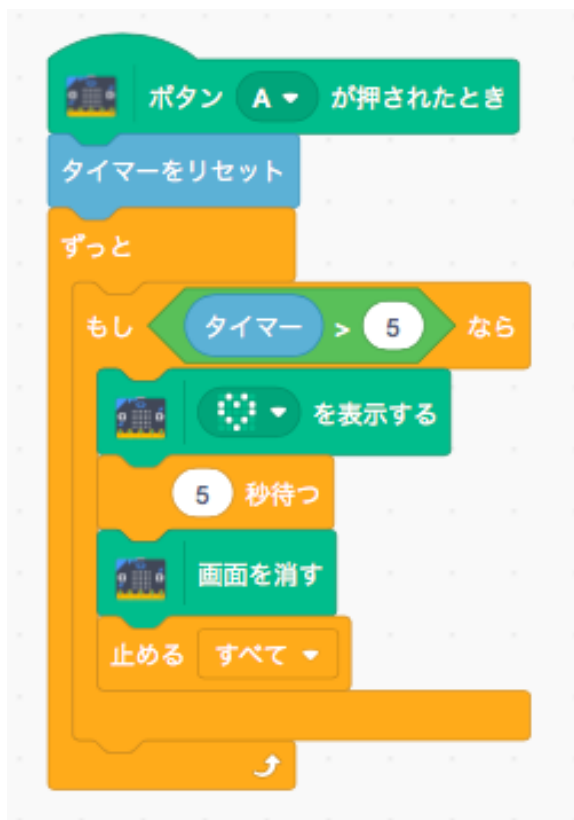 ボタン A が押されたとき
タイマーをリセット
ずっと
もし タイマー > 5 なら
を表示する
5 秒待つ
画面を消す
止める すべて